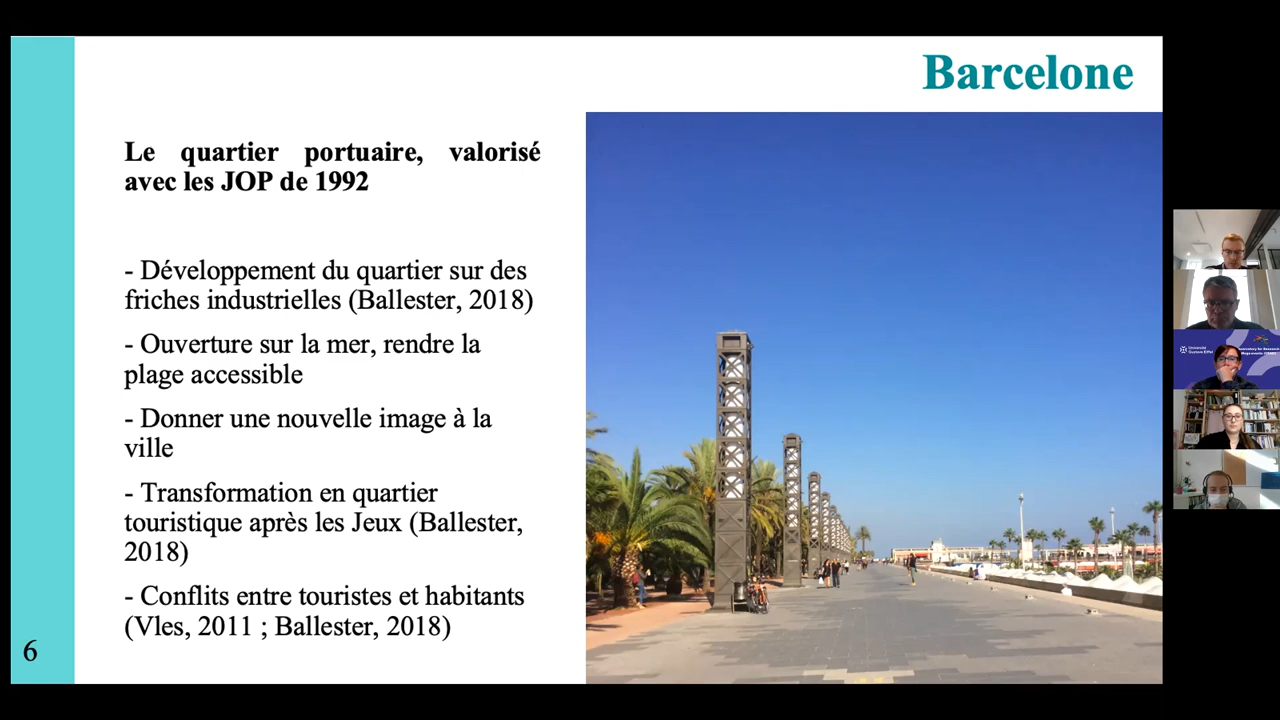 Barcelone
Le quartier portuaire, valorisé
avec les JOP de 1992
- Développement du quartier sur des
friches industrielles (Ballester, 2018)
- Ouverture sur la mer, rendre la
plage accessible
- Donner une nouvelle image à la
ville
- Transformation en quartier
touristique après les Jeux (Ballester,
2018)
- Conflits entre touristes et habitants
(Vles, 2011 ; Ballester, 2018)
6